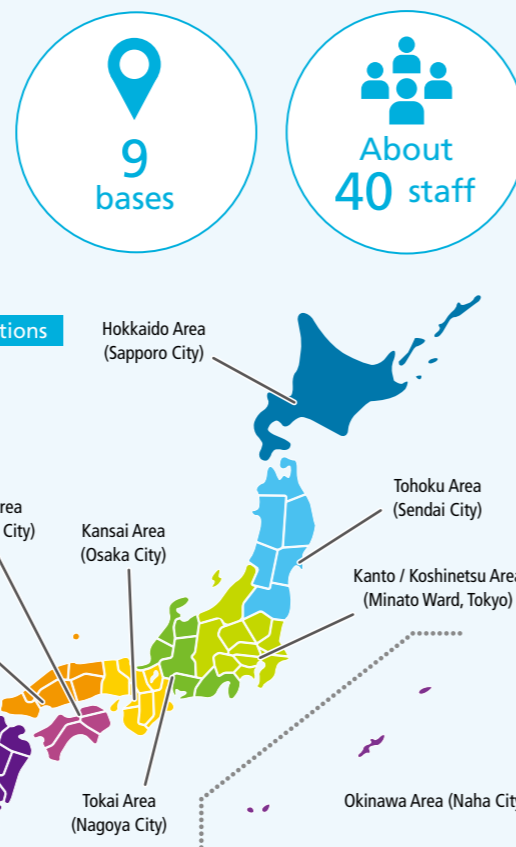 9
bases
About
40 staff
tions
Hokkaido Area
(Sapporo City)
Tohoku Area
(Sendai City)
rea
City)
Kansai Area
(Osaka City)
Kanto / Koshinetsu Area
(Minato Ward, Tokyo)
Tokai Area
(Nagoya City)
Okinawa Area (Naha City